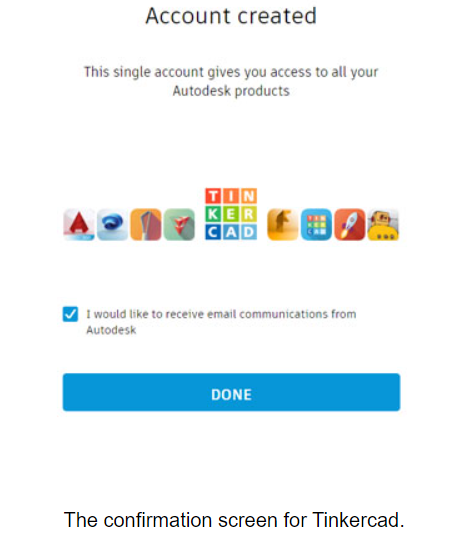 Account created
This single account gives you access to all your
Autodesk products
TIN
KER
CAD
I would like to receive email communications from
Autodesk
DONE
The confirmation screen for Tinkercad.